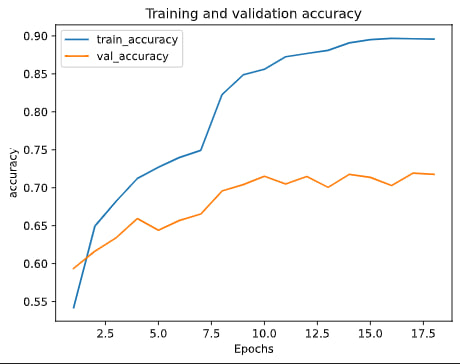 Training and validation accuracy
train_accuracy
val_accuracy
0.90
0.85
0.80
0.75
0.70
0.65
0.60
0.55
accuracy
2.5 5.0 7.5 10.0 12.5 15.0 17.5
Epochs